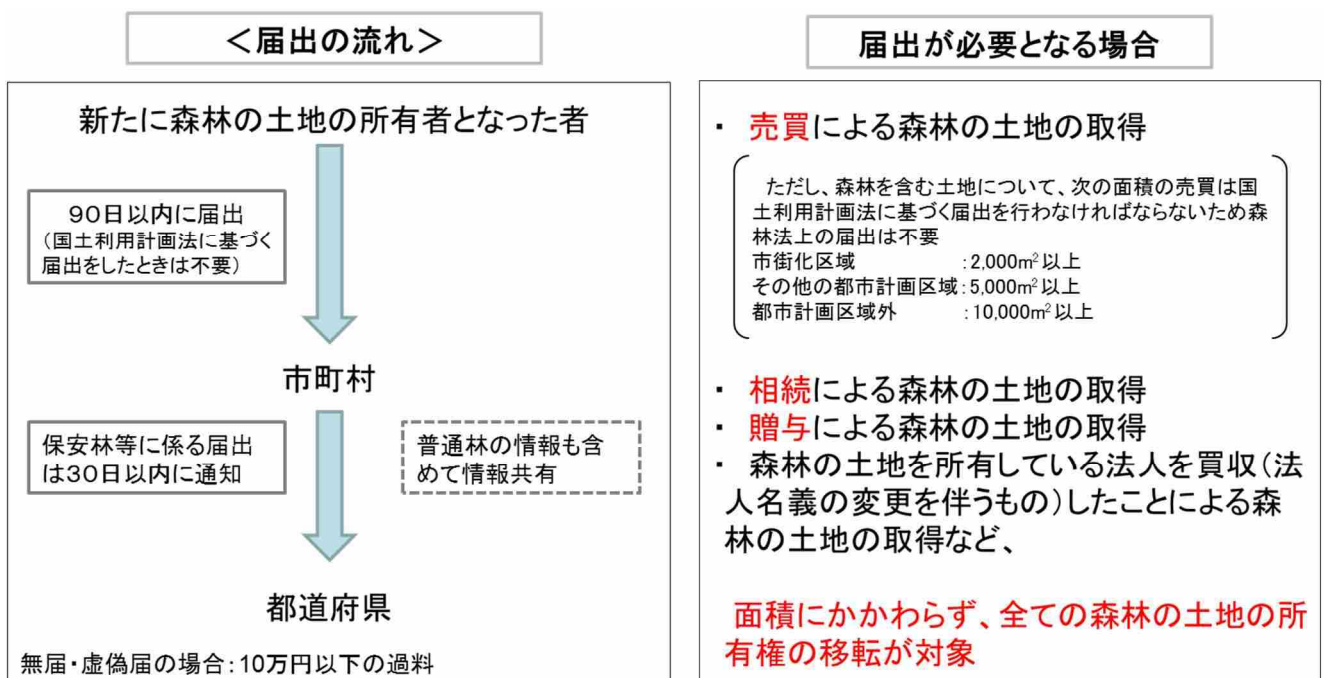 ＜届出の流れ＞
新たに森林の土地の所有者となった者
９０日以内に届出
（国土利用計画法に基づく
届出をしたときは不要）
市町村
保安林等に係る届出
は３０日以内に通知
普通林の情報も含
めて情報共有
都道府県
無届・虚偽届の場合：１０万円以下の過料
届出が必要となる場合
・ 売買による森林の土地の取得
ただし、森林を含む土地について、次の面積の売買は国
土利用計画法に基づく届出を行わなければならないため森
林法上の届出は不要
市街化区域　　　　　：2,000㎡以上
その他の都市計画区域：5,000㎡以上
都市計画区域外　　　：10,000㎡以上
・ 相続による森林の土地の取得
・ 贈与による森林の土地の取得
・ 森林の土地を所有している法人を買収（法
人名義の変更を伴うもの）したことによる森
林の土地の取得など、
面積にかかわらず、全ての森林の土地の所
有権の移転が対象